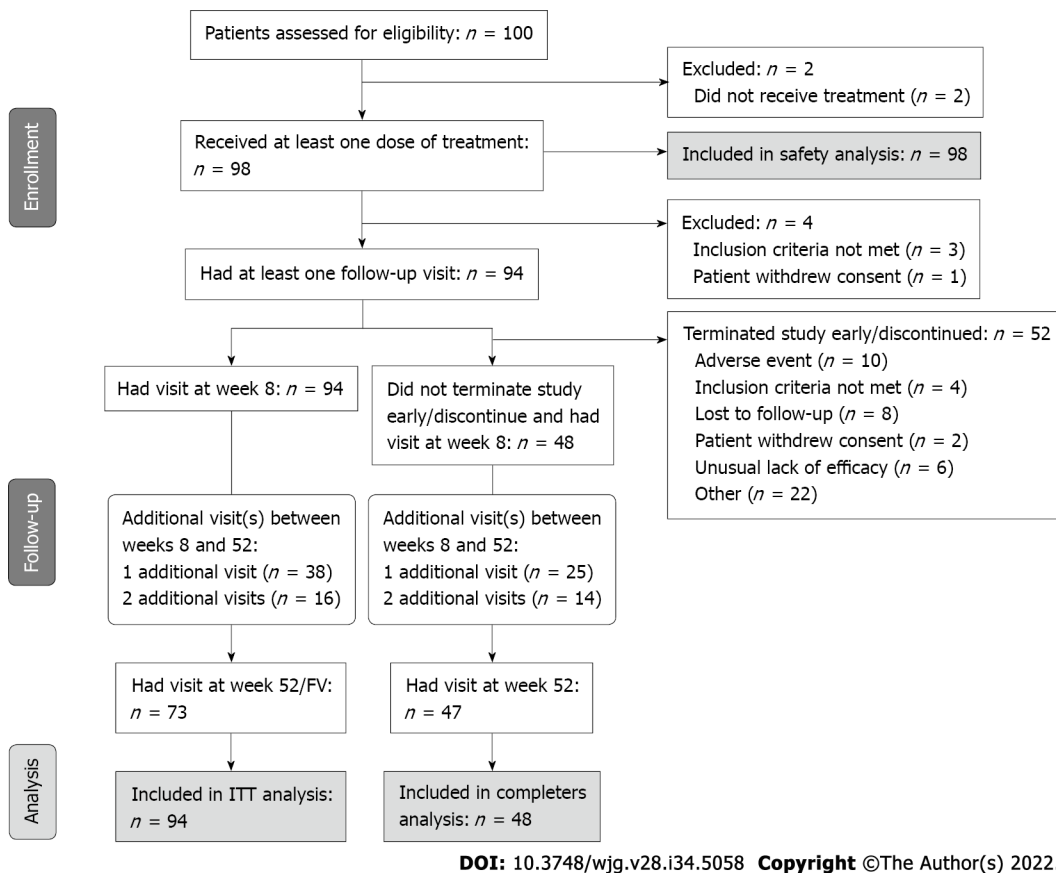 Patients assessed for eligibility: n = 100
Excluded: n = 2
Did not receive treatment (n = 2)
Enrollment
Received at least one dose of treatment:
n = 98
Included in safety analysis: n = 98
Excluded: n = 4
Inclusion criteria not met (n = 3)
Patient withdrew consent (n = 1)
Had at least one follow-up visit: n = 94
Terminated study early/discontinued: n = 52
Adverse event (n = 10)
Inclusion criteria not met (n = 4)
Lost to follow-up (n = 8)
Patient withdrew consent (n = 2)
Unusual lack of efficacy (n = 6)
Other (n = 22)
Had visit at week 8: n = 94
Did not terminate study
early/discontinue and had
visit at week 8: n = 48
Follow-up
Additional visit(s) between
weeks 8 and 52:
1 additional visit (n = 38)
2 additional visits (n = 16)
Additional visit(s) between
weeks 8 and 52:
1 additional visit (n = 25)
2 additional visits (n = 14)
Had visit at week 52/FV:
n = 73
Had visit at week 52:
n = 47
Analysis
Included in ITT analysis:
n = 94
Included in completers
analysis: n = 48
DOI: 10.3748/wjg.v28.i34.5058 Copyright ©The Author(s) 2022.